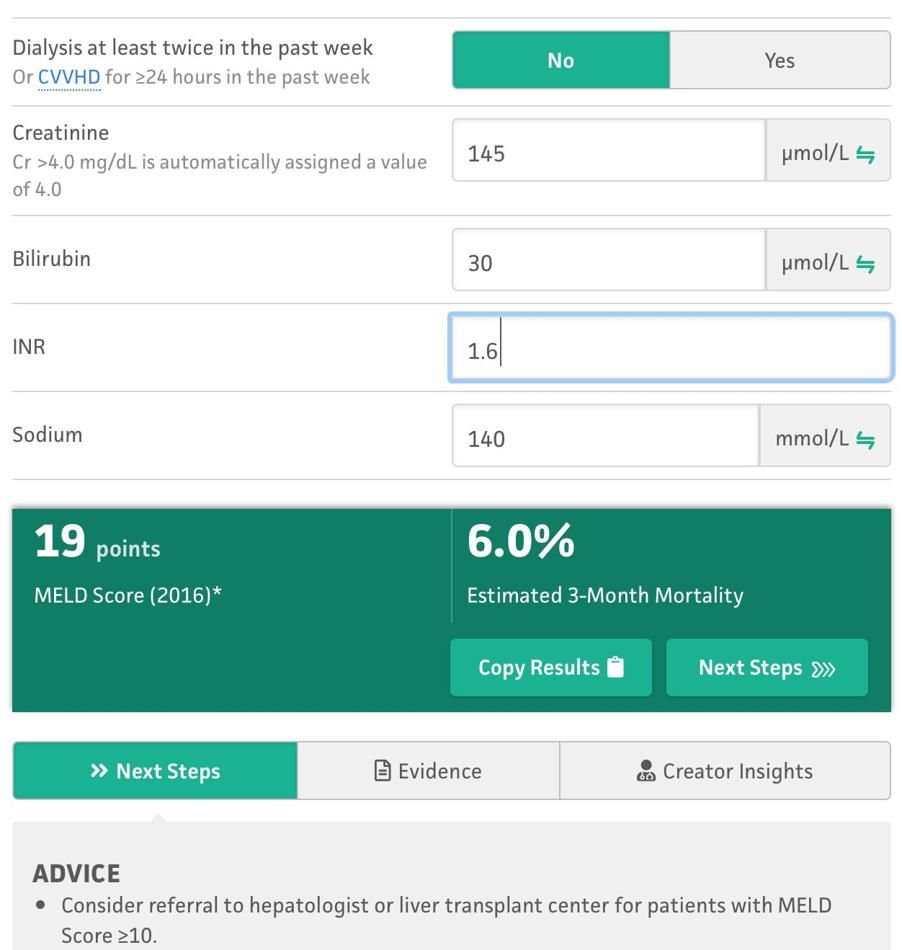 Dialysis at least twice in the past week
Or CVVHD for ≥24 hours in the past week
No
Yes
Creatinine
Cr >4.0 mg/dL is automatically assigned a value
of 4.0
145
µmol/L
Bilirubin
30
µmol/L
INR
1.6
Sodium
140
mmol/L
19 points
MELD Score (2016)*
6.0%
Estimated 3-Month Mortality
Copy Results
Next Steps
Next Steps
Evidence
Creator Insights
ADVICE
• Consider referral to hepatologist or liver transplant center for patients with MELD
Score ≥10.